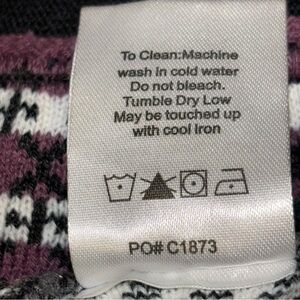 To Clean:Machine
wash in cold water
Do not bleach.
Tumble Dry Low
May be touched up
with cool iron
PO# C1873